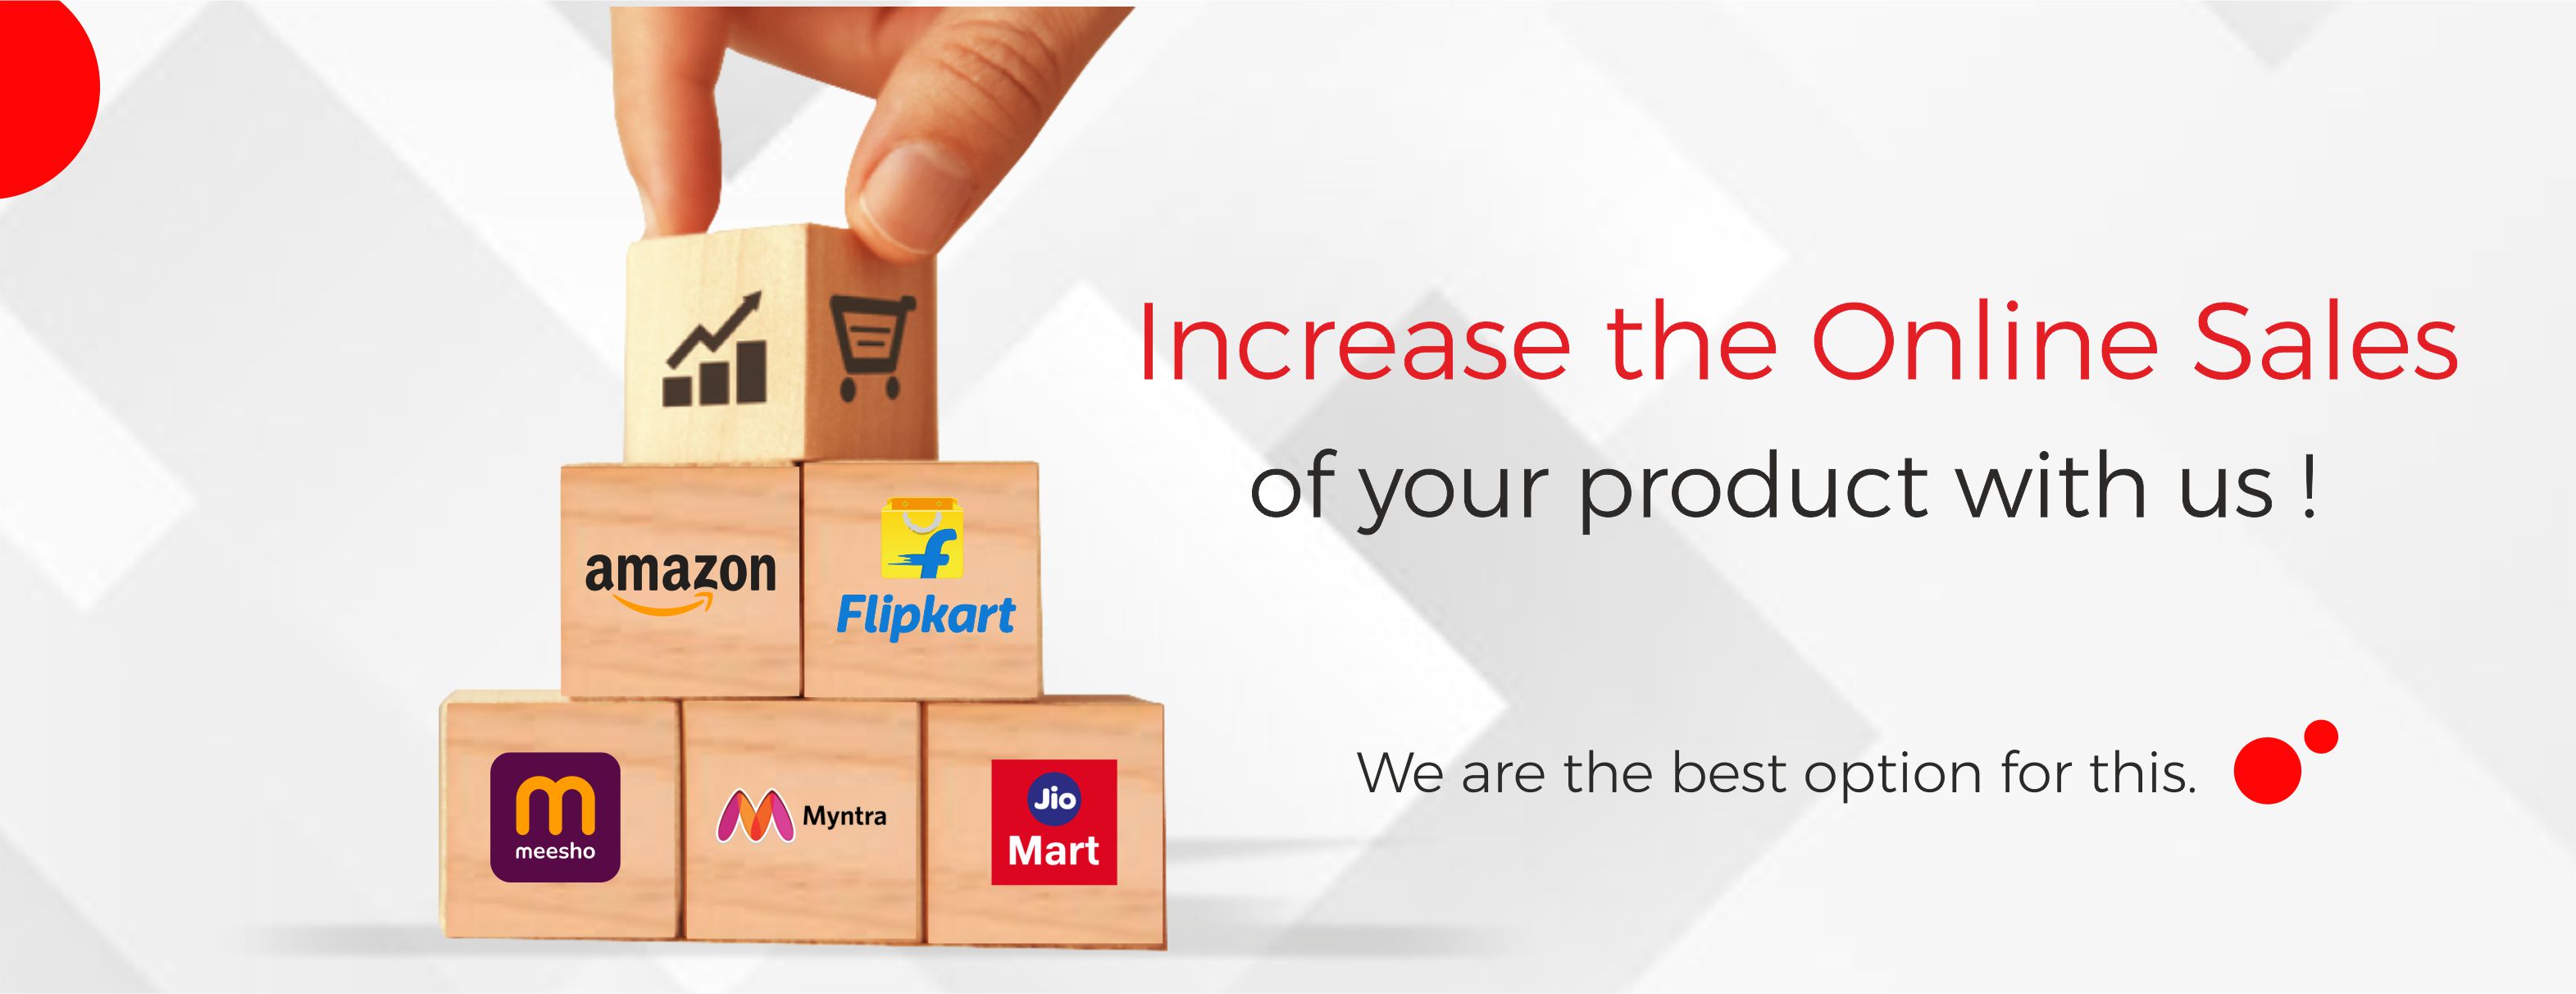 Increase the Online Sales
of your product with us !
We are the best option for this.
amazon
Flipkart
meesho
Myntra
Jio
Mart